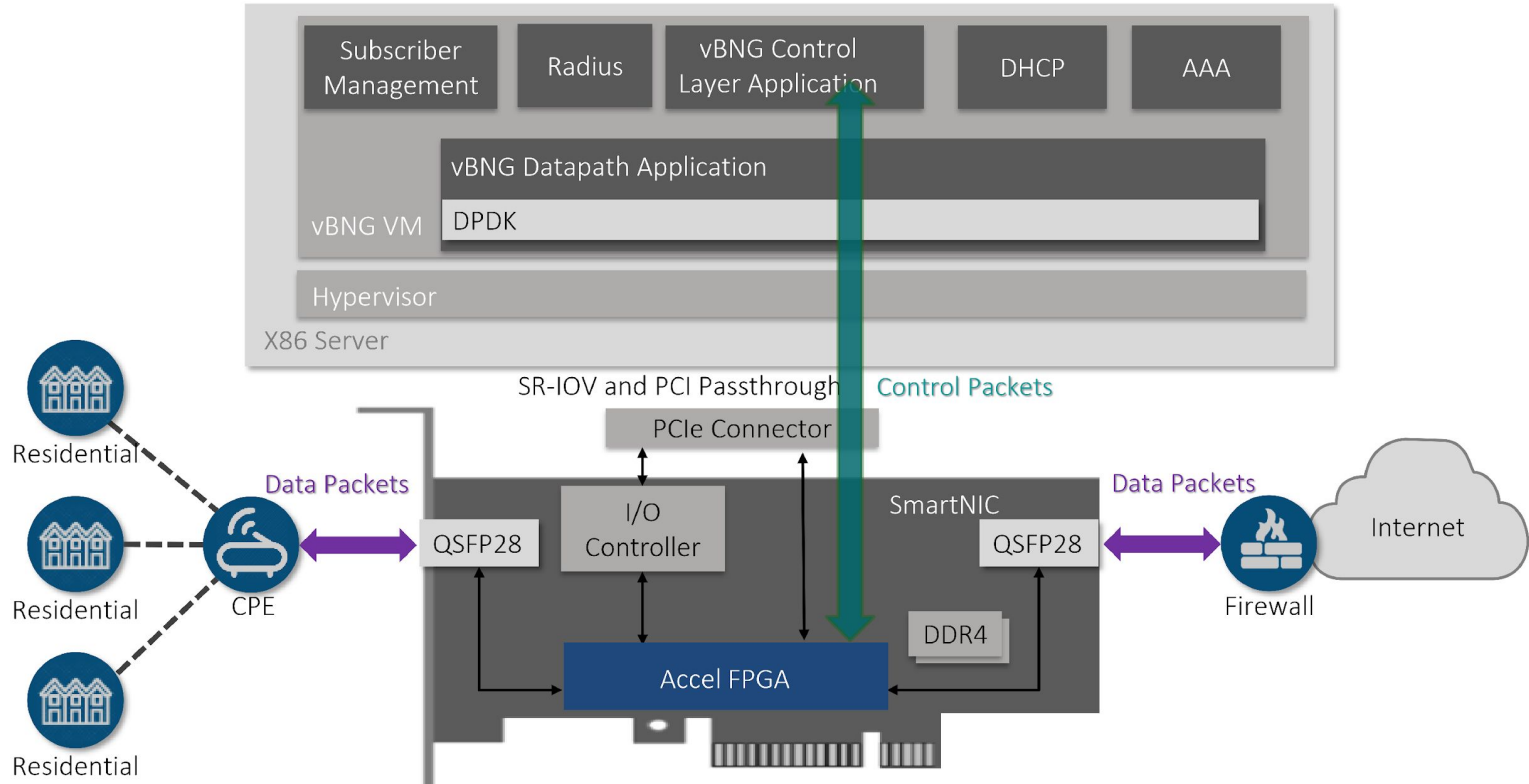 Subscriber
Management
Radius
vBNG Control
Layer Application
DHCP
AAA
vBNG Datapath Application
vBNG VM
DPDK
Hypervisor
X86 Server
SR-IOV and PCI Passthrough
Control Packets
PCIe Connector
Residential
Data Packets
I/O
Controller
SmartNIC
Data Packets
QSFP28
QSFP28
Internet
Residential
CPE
Firewall
DDR4
Accel FPGA
Residential